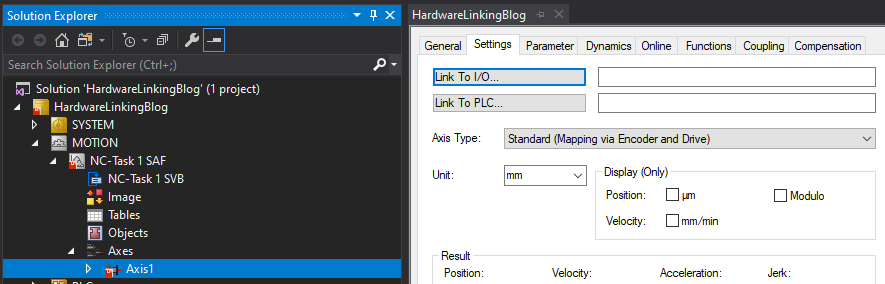 Solution Explorer
Search Solution Explorer (Ctrl+;)
Solution 'HardwareLinkingBlog' (1 project)
HardwareLinkingBlog
SYSTEM
MOTION
NC-Task 1 SAF
NC-Task 1 SVB
Image
Tables
Objects
Axes
Axis1
HardwareLinkingBlog
General Settings Parameter Dynamics Online Functions Coupling Compensation
Link To I/O...
Link To PLC...
Axis Type: Standard (Mapping via Encoder and Drive)
Unit: mm
Display (Only)
Position: µm Modulo
Velocity: mm/min
Result
Position: Velocity: Acceleration: Jerk: